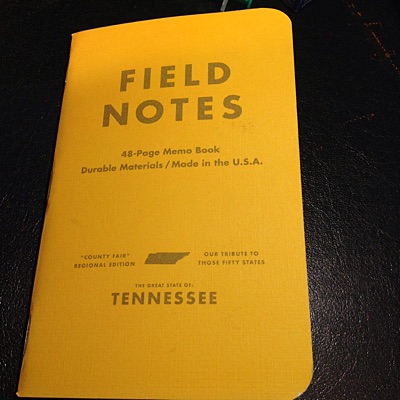 FIELD
NOTES
48-Page Memo Book
Durable Materials / Made in the U.S.A.
"COUNTY FAIR"
REGIONAL EDITION
OUR TRIBUTE TO
THOSE FIFTY STATES
THE GREAT STATE OF:
TENNESSEE